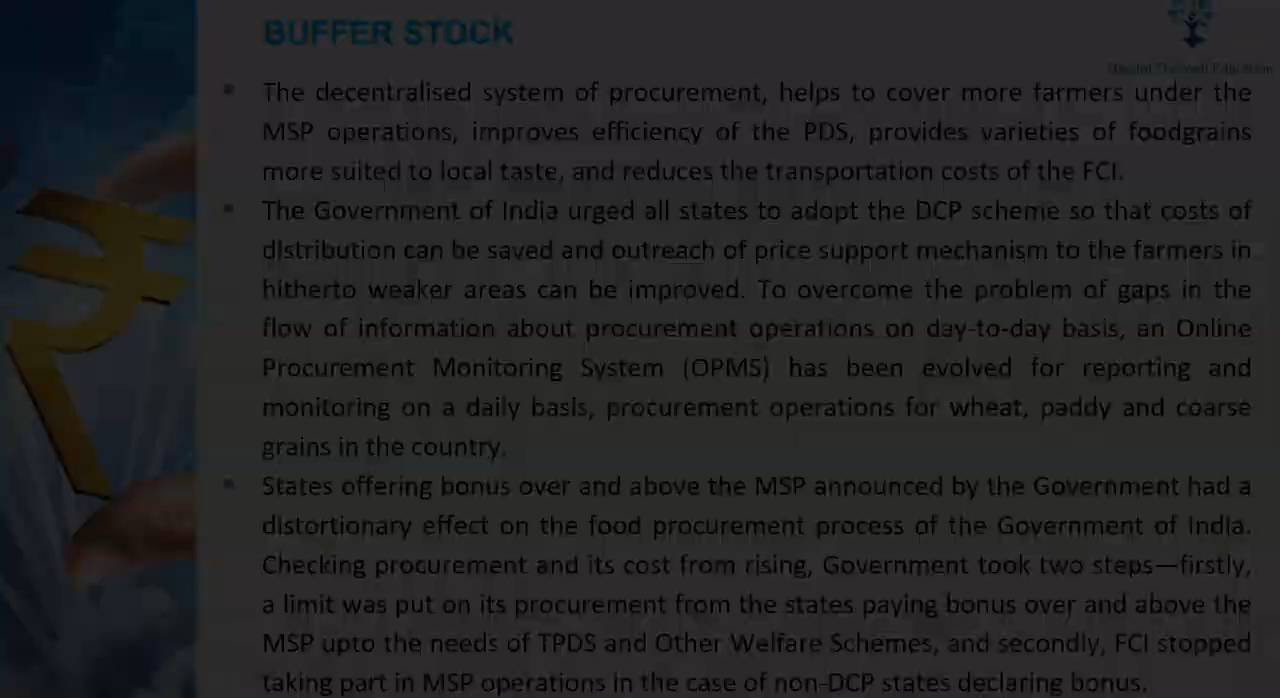 BUFFER STOCK
The decentralised system of procurement, helps to cover more farmers under the
MSP operations, improves efficiency of the PDS, provides varieties of foodgrains
more suited to local taste, and reduces the transportation costs of the FCI.
The Government of India urged all states to adopt the DCP scheme so that costs of
distribution can be saved and outreach of price support mechanism to the farmers in
hitherto weaker areas can be improved. To overcome the problem of gaps in the
flow of information about procurement operations on day-to-day basis, an Online
Procurement Monitoring System (OPMS) has been evolved for reporting and
monitoring on a daily basis, procurement operations for wheat, paddy and coarse
grains in the country.
States offering bonus over and above the MSP announced by the Government had a
distortionary effect on the food procurement process of the Government of India.
Checking procurement and its cost from rising, Government took two steps—firstly,
a limit was put on its procurement from the states paying bonus over and above the
MSP upto the needs of TPDS and Other Welfare Schemes, and secondly, FCI stopped
taking part in MSP operations in the case of non-DCP states declaring bonus.